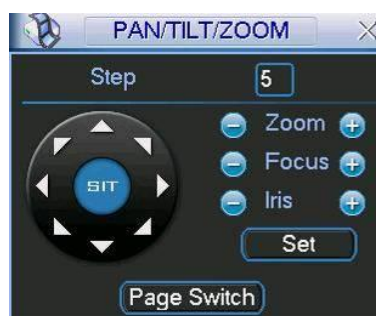 PAN/TILT/ZOOM
Step 5
SIT
Zoom
Focus
Iris
Set
Page Switch